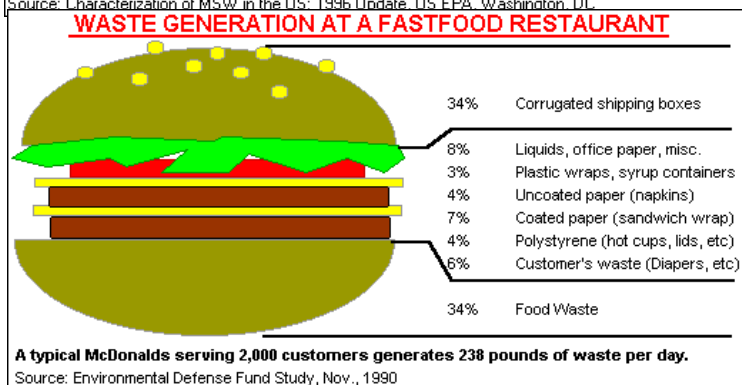 Source: Characterization of MSW in the US: 1996 Update, US EPA, Washington, DC
WASTE GENERATION AT A FASTFOOD RESTAURANT
34% Corrugated shipping boxes
8% Liquids, office paper, misc.
3% Plastic wraps, syrup containers
4% Uncoated paper (napkins)
7% Coated paper (sandwich wrap)
4% Polystyrene (hot cups, lids, etc)
6% Customer's waste (Diapers, etc)
34% Food Waste
A typical McDonalds serving 2,000 customers generates 238 pounds of waste per day.
Source: Environmental Defense Fund Study, Nov., 1990